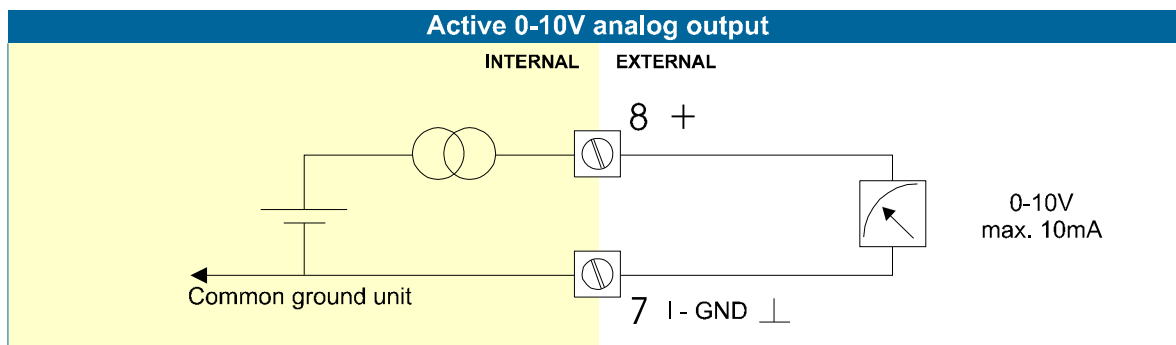 Active 0-10V analog output
INTERNAL EXTERNAL
8 +
0-10V
max. 10mA
Common ground unit
7 I - GND ⊥